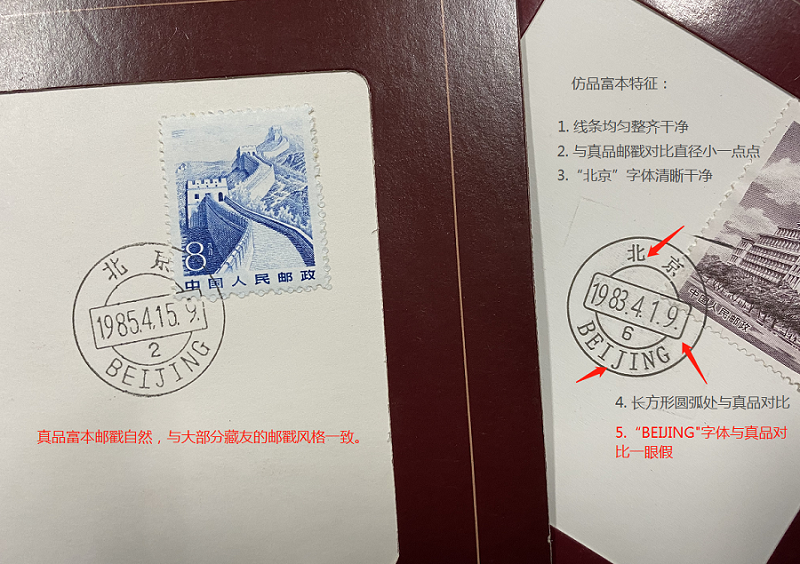 8
中国人民邮政
北京
1985.4.15.9.
2
BEIJING
真品富本邮戳自然，与大部分藏友的邮戳风格一致。
仿品富本特征：
1. 线条均匀整齐干净
2. 与真品邮戳对比直径小一点点
3. “北京”字体清晰干净
北京
1983.4.1.9.
6
BEIJING
中国人民邮政
4. 长方形圆弧处与真品对比
5. “BEIJING"字体与真品对
比一眼假